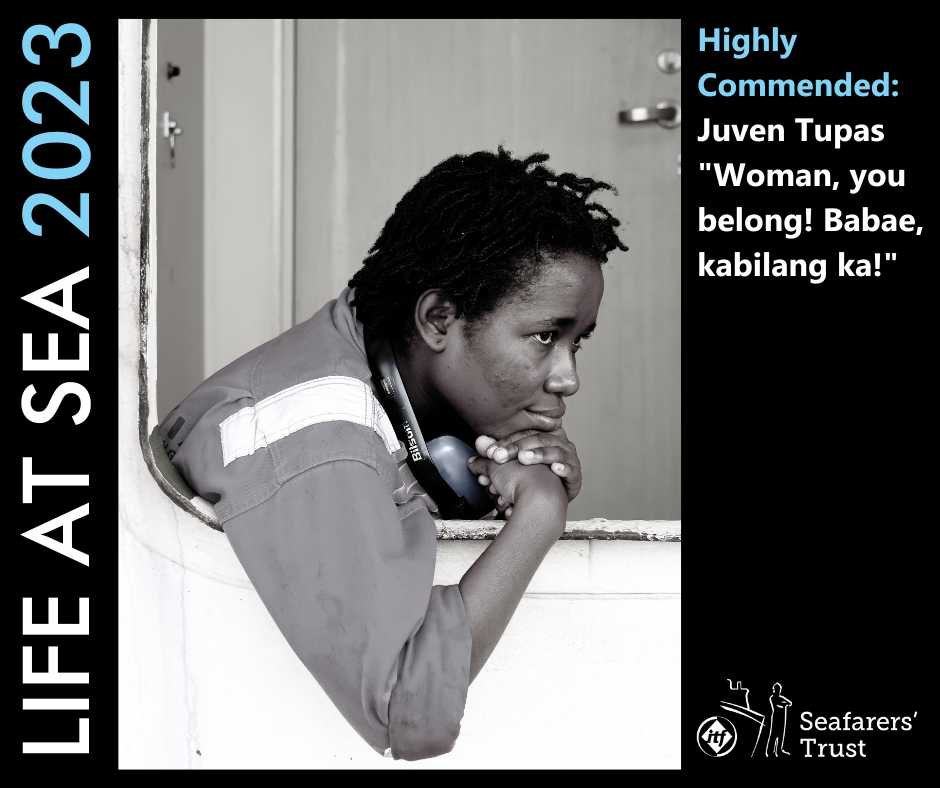 LIFE AT SEA 2023
Highly
Commended:
Juven Tupas
"Woman, you
belong! Babae,
kabilang ka!"
Bilsom
itf
Seafarers'
Trust